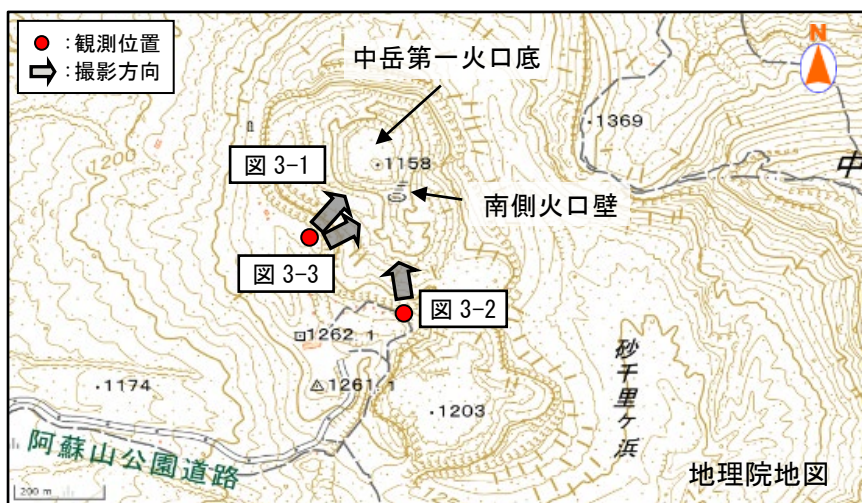 ：観測位置
：撮影方向
中岳第一火口底
N
1369
1200
図 3-1
1158
中
南側火口壁
図 3-3
図 3-2
1262 1
砂千里ヶ浜
1174
1261 1
1203
阿蘇山公園道路
地理院地図
200 m